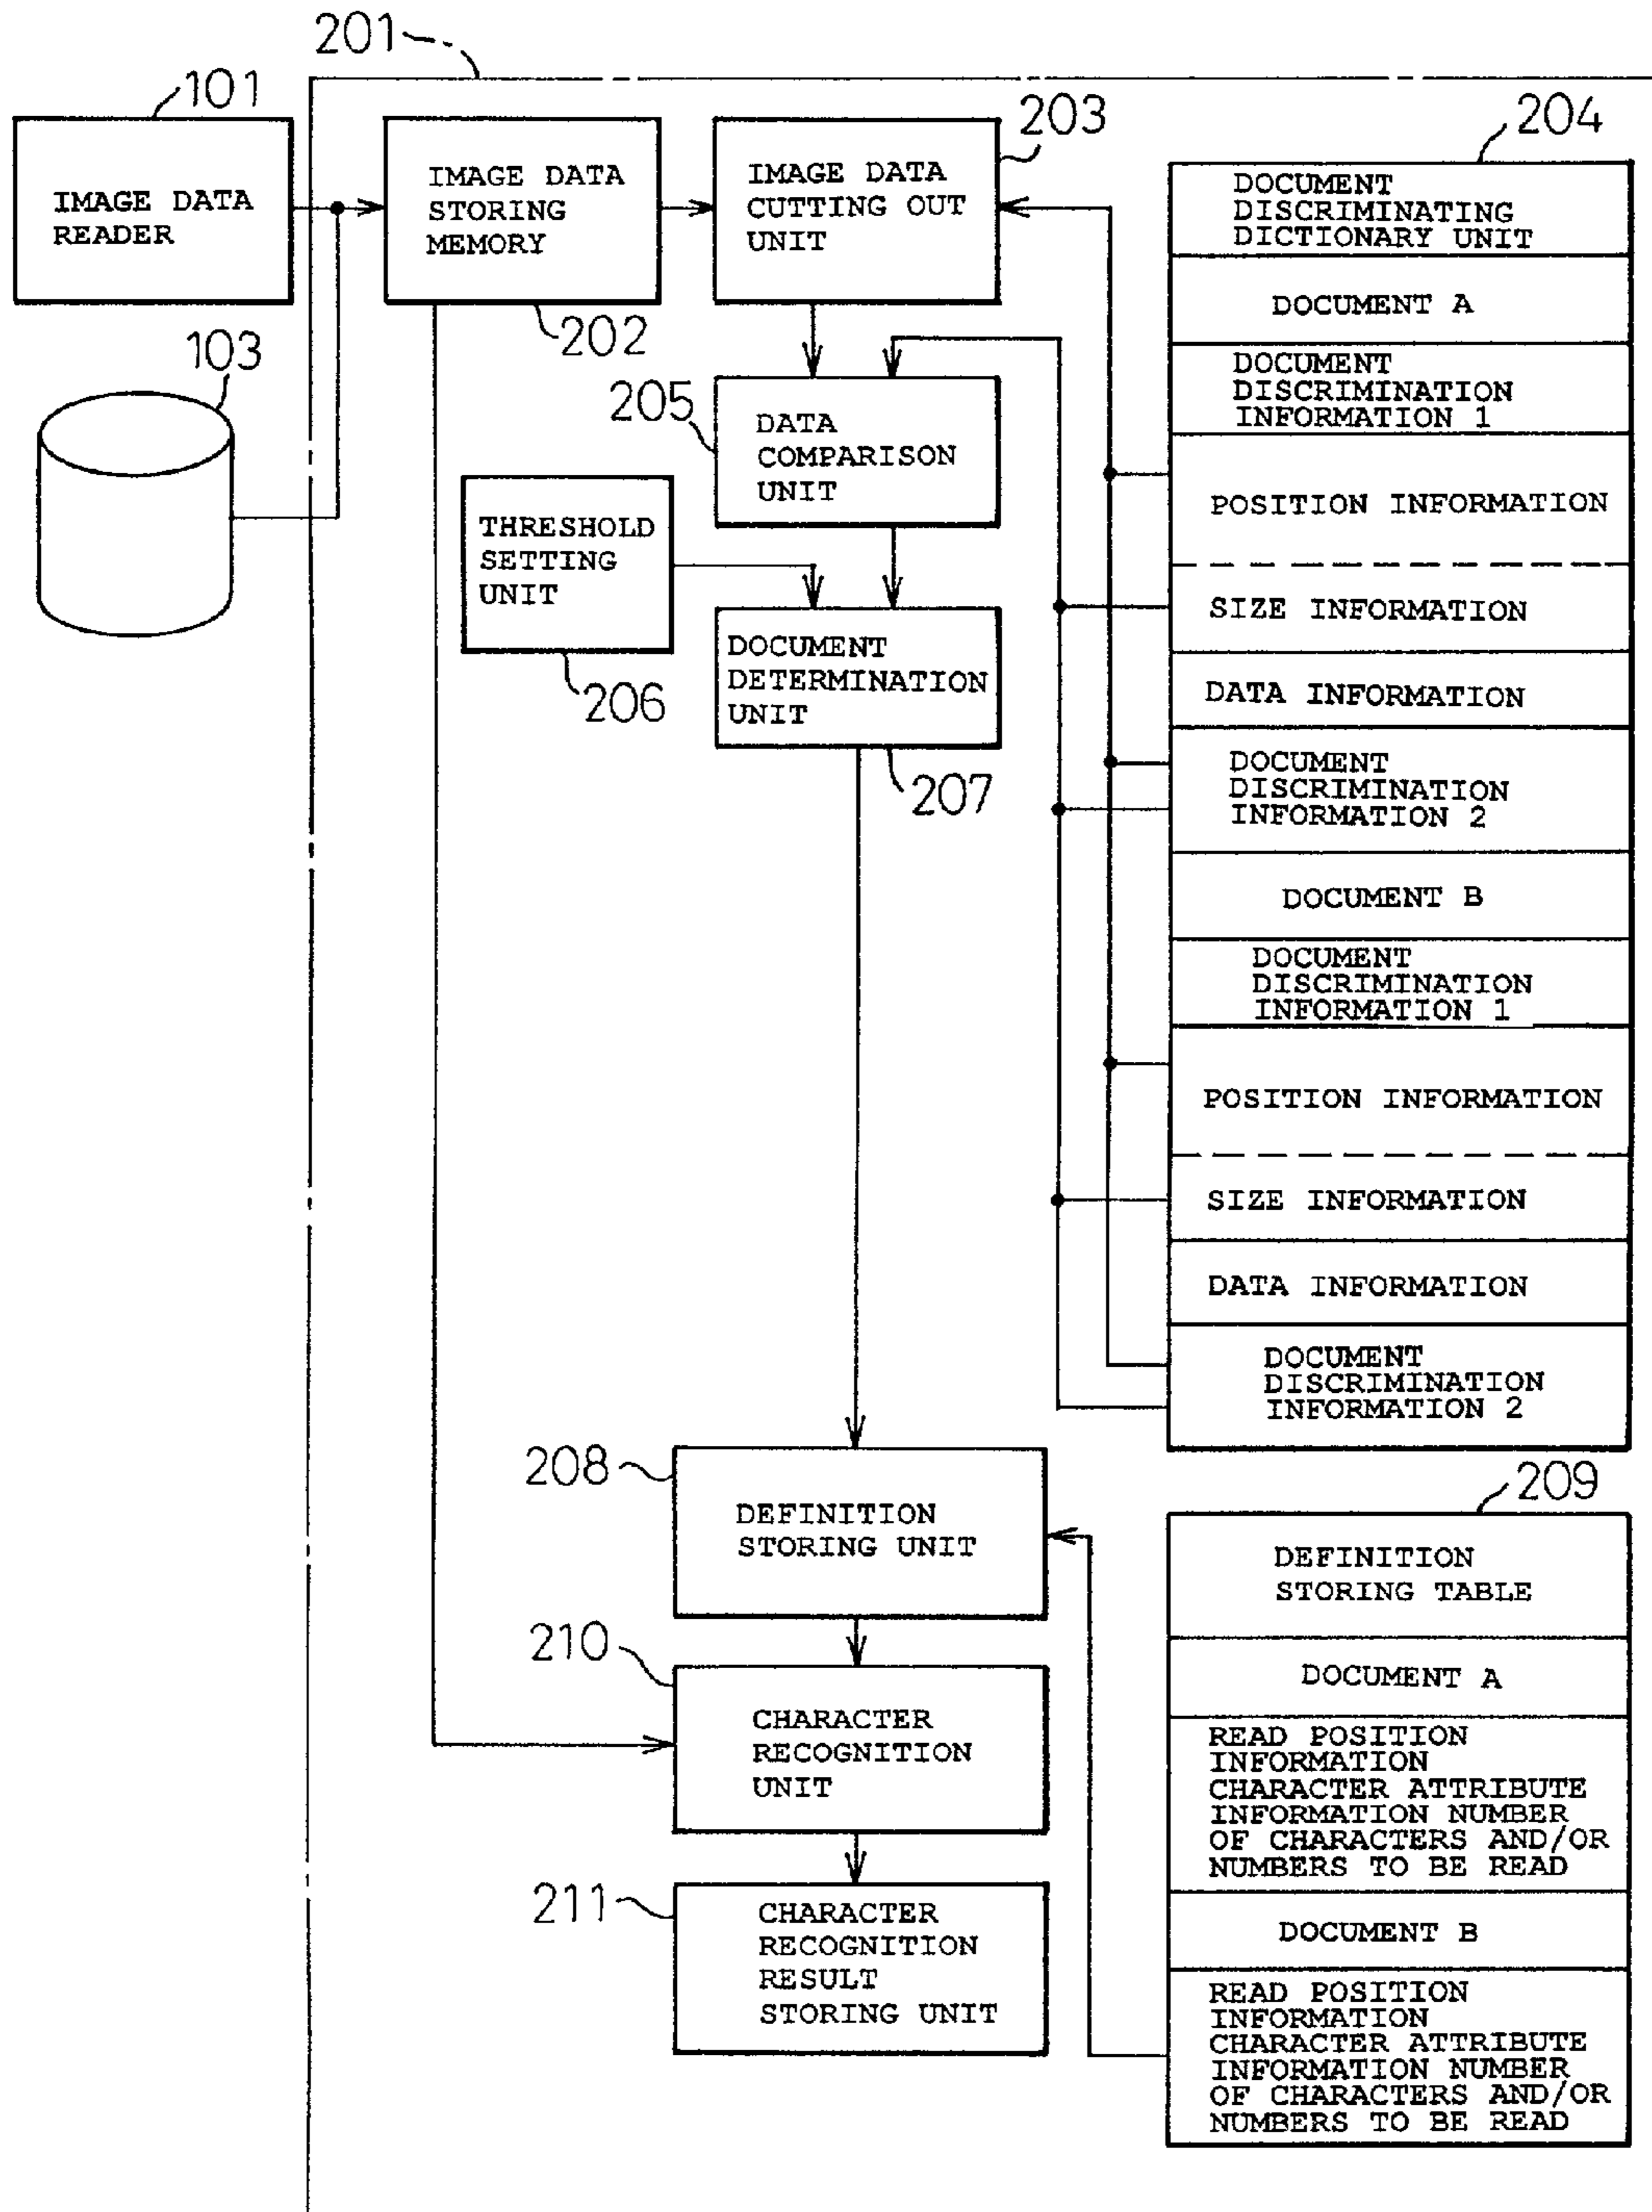 201
101
IMAGE DATA
READER
103
IMAGE DATA
STORING
MEMORY
202
IMAGE DATA
CUTTING OUT
UNIT
203
205
DATA
COMPARISON
UNIT
THRESHOLD
SETTING
UNIT
206
DOCUMENT
DETERMINATION
UNIT
207
204
DOCUMENT
DISCRIMINATING
DICTIONARY UNIT
DOCUMENT A
DOCUMENT
DISCRIMINATION
INFORMATION 1
POSITION INFORMATION
SIZE INFORMATION
DATA INFORMATION
DOCUMENT
DISCRIMINATION
INFORMATION 2
DOCUMENT B
DOCUMENT
DISCRIMINATION
INFORMATION 1
POSITION INFORMATION
SIZE INFORMATION
DATA INFORMATION
DOCUMENT
DISCRIMINATION
INFORMATION 2
208
DEFINITION
STORING UNIT
210
CHARACTER
RECOGNITION
UNIT
211
CHARACTER
RECOGNITION
RESULT
STORING UNIT
209
DEFINITION
STORING TABLE
DOCUMENT A
READ POSITION
INFORMATION
CHARACTER ATTRIBUTE
INFORMATION NUMBER
OF CHARACTERS AND/OR
NUMBERS TO BE READ
DOCUMENT B
READ POSITION
INFORMATION
CHARACTER ATTRIBUTE
INFORMATION NUMBER
OF CHARACTERS AND/OR
NUMBERS TO BE READ